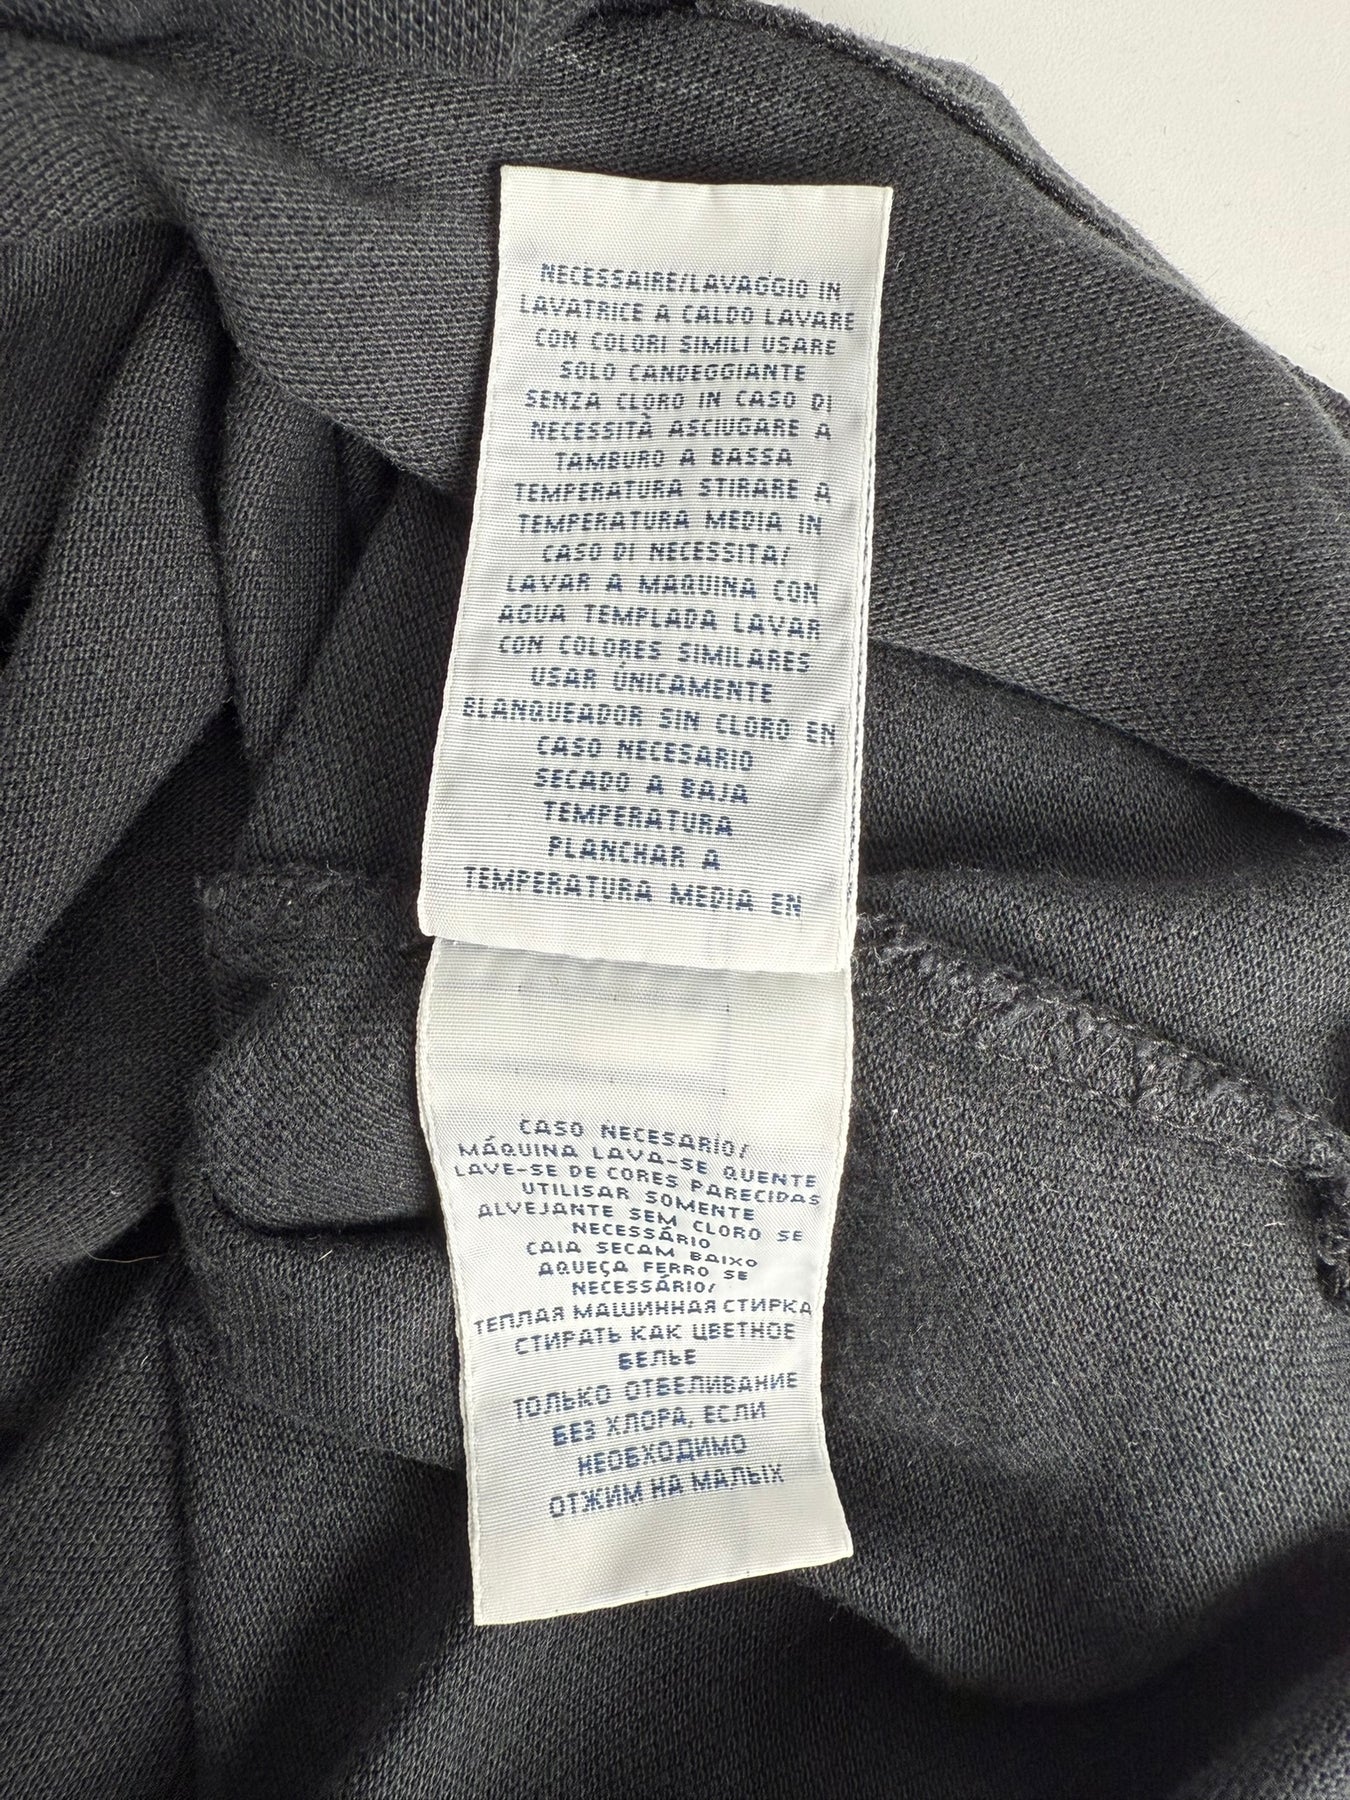 NECESSAIRE/LAVAGGIO IN
LAVATRICE A CALDO LAVARE
CON COLORI SIMILI USARE
SOLO CANDEGGIANTE
SENZA CLORO IN CASO DI
NECESSITÀ ASCIUGARE A
TAMBURO A BASSA
TEMPERATURA STIRARE A
TEMPERATURA MEDIA IN
CASO DI NECESSITA/
LAVAR A MAQUINA CON
AGUA TEMPLADA LAVAR
CON COLORES SIMILARES
USAR ÚNICAMENTE
BLANQUEADOR SIN CLORO EN
CASO NECESARIO
SECADO A BAJA
TEMPERATURA
PLANCHAR A
TEMPERATURA MEDIA EN
CASO NECESARIO/
MÁQUINA LAVA-SE QUENTE
LAVE-SE DE CORES PARECIDAS
UTILISAR SOMENTE
ALVEJANTE SEM CLORO SE
NECESSÁRIO
CAIA SECAM BAIXO
AQUEÇA FERRO SE
NECESSÁRIO/
ТЕПЛАЯ МАШИННАЯ СТИРКА
СТИРАТЬ КАК ЦВЕТНОЕ
БЕЛЬЕ
ТОЛЬКО ОТБЕЛИВАНИЕ
БЕЗ ХЛОРА, ЕСЛИ
НЕОБХОДИМО
ОТЖИМ НА МАЛЫХ